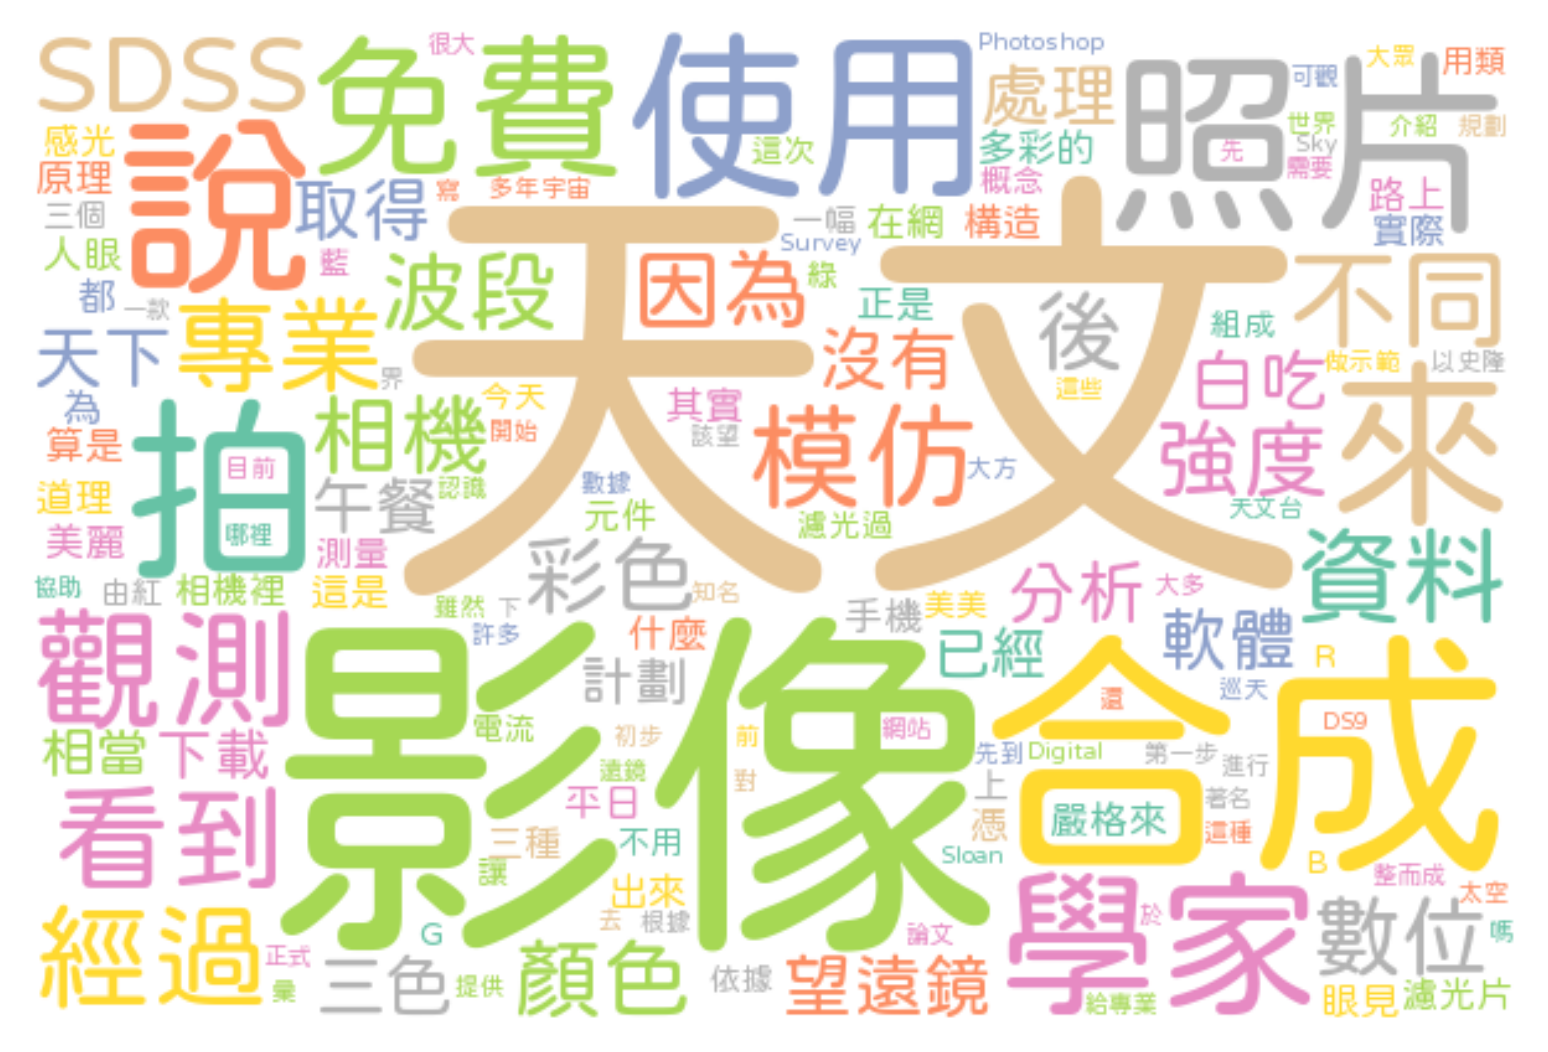 SDSS
免費
很大
使用
Photoshop
處理
照片
可觀
大眾
用類
感光
說
這次
多彩的
世界
Sky
先
需要
介紹
規劃
原理
取得
寫
多年宇宙
概念
路上
三個
一幅
在網
構造
實際
Survey
人眼
藍
波段
因為
綠
天文
不同
都
一款
正是
後
組成
天下
專業
界
沒有
白吃
做示範
以史隆
為
相機
今天
其實
這些
來
算是
拍
開始
該望
模仿
強度
目前
大方
道理
午餐
認識
數據
元件
濾光過
天文台
美麗
哪裡
測量
彩色
資料
協助
由紅
相機裡
這是
雖然
下
知名
手機
美美
分析
大多
觀測
影像
許多
什麼
已經
軟體
合成
R
計劃
還
巡天
相當
下載
電流
初步
前
網站
先到
Digital
第一步
DS9
進行
遠鏡
對
看到
平日
上
嚴格來
著名
三種
不用
憑
這種
讓
Sloan
B
整而成
出來
學家
太空
經過
去
根據
於
數位
嗎
G
論文
正式
三色
提供
顏色
依據
望遠鏡
彙
給專業
眼見
濾光片